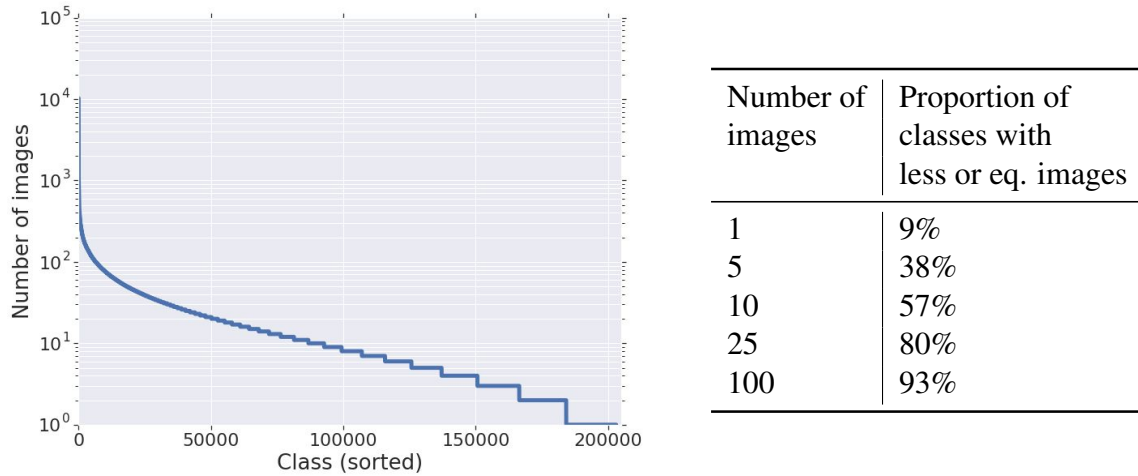 10^5
10^4
10^3
10^2
10^1
10^0
Number of images
0 50000 100000 150000 200000
Class (sorted)
Number of images | Proportion of classes with less or eq. images
1 9%
5 38%
10 57%
25 80%
100 93%